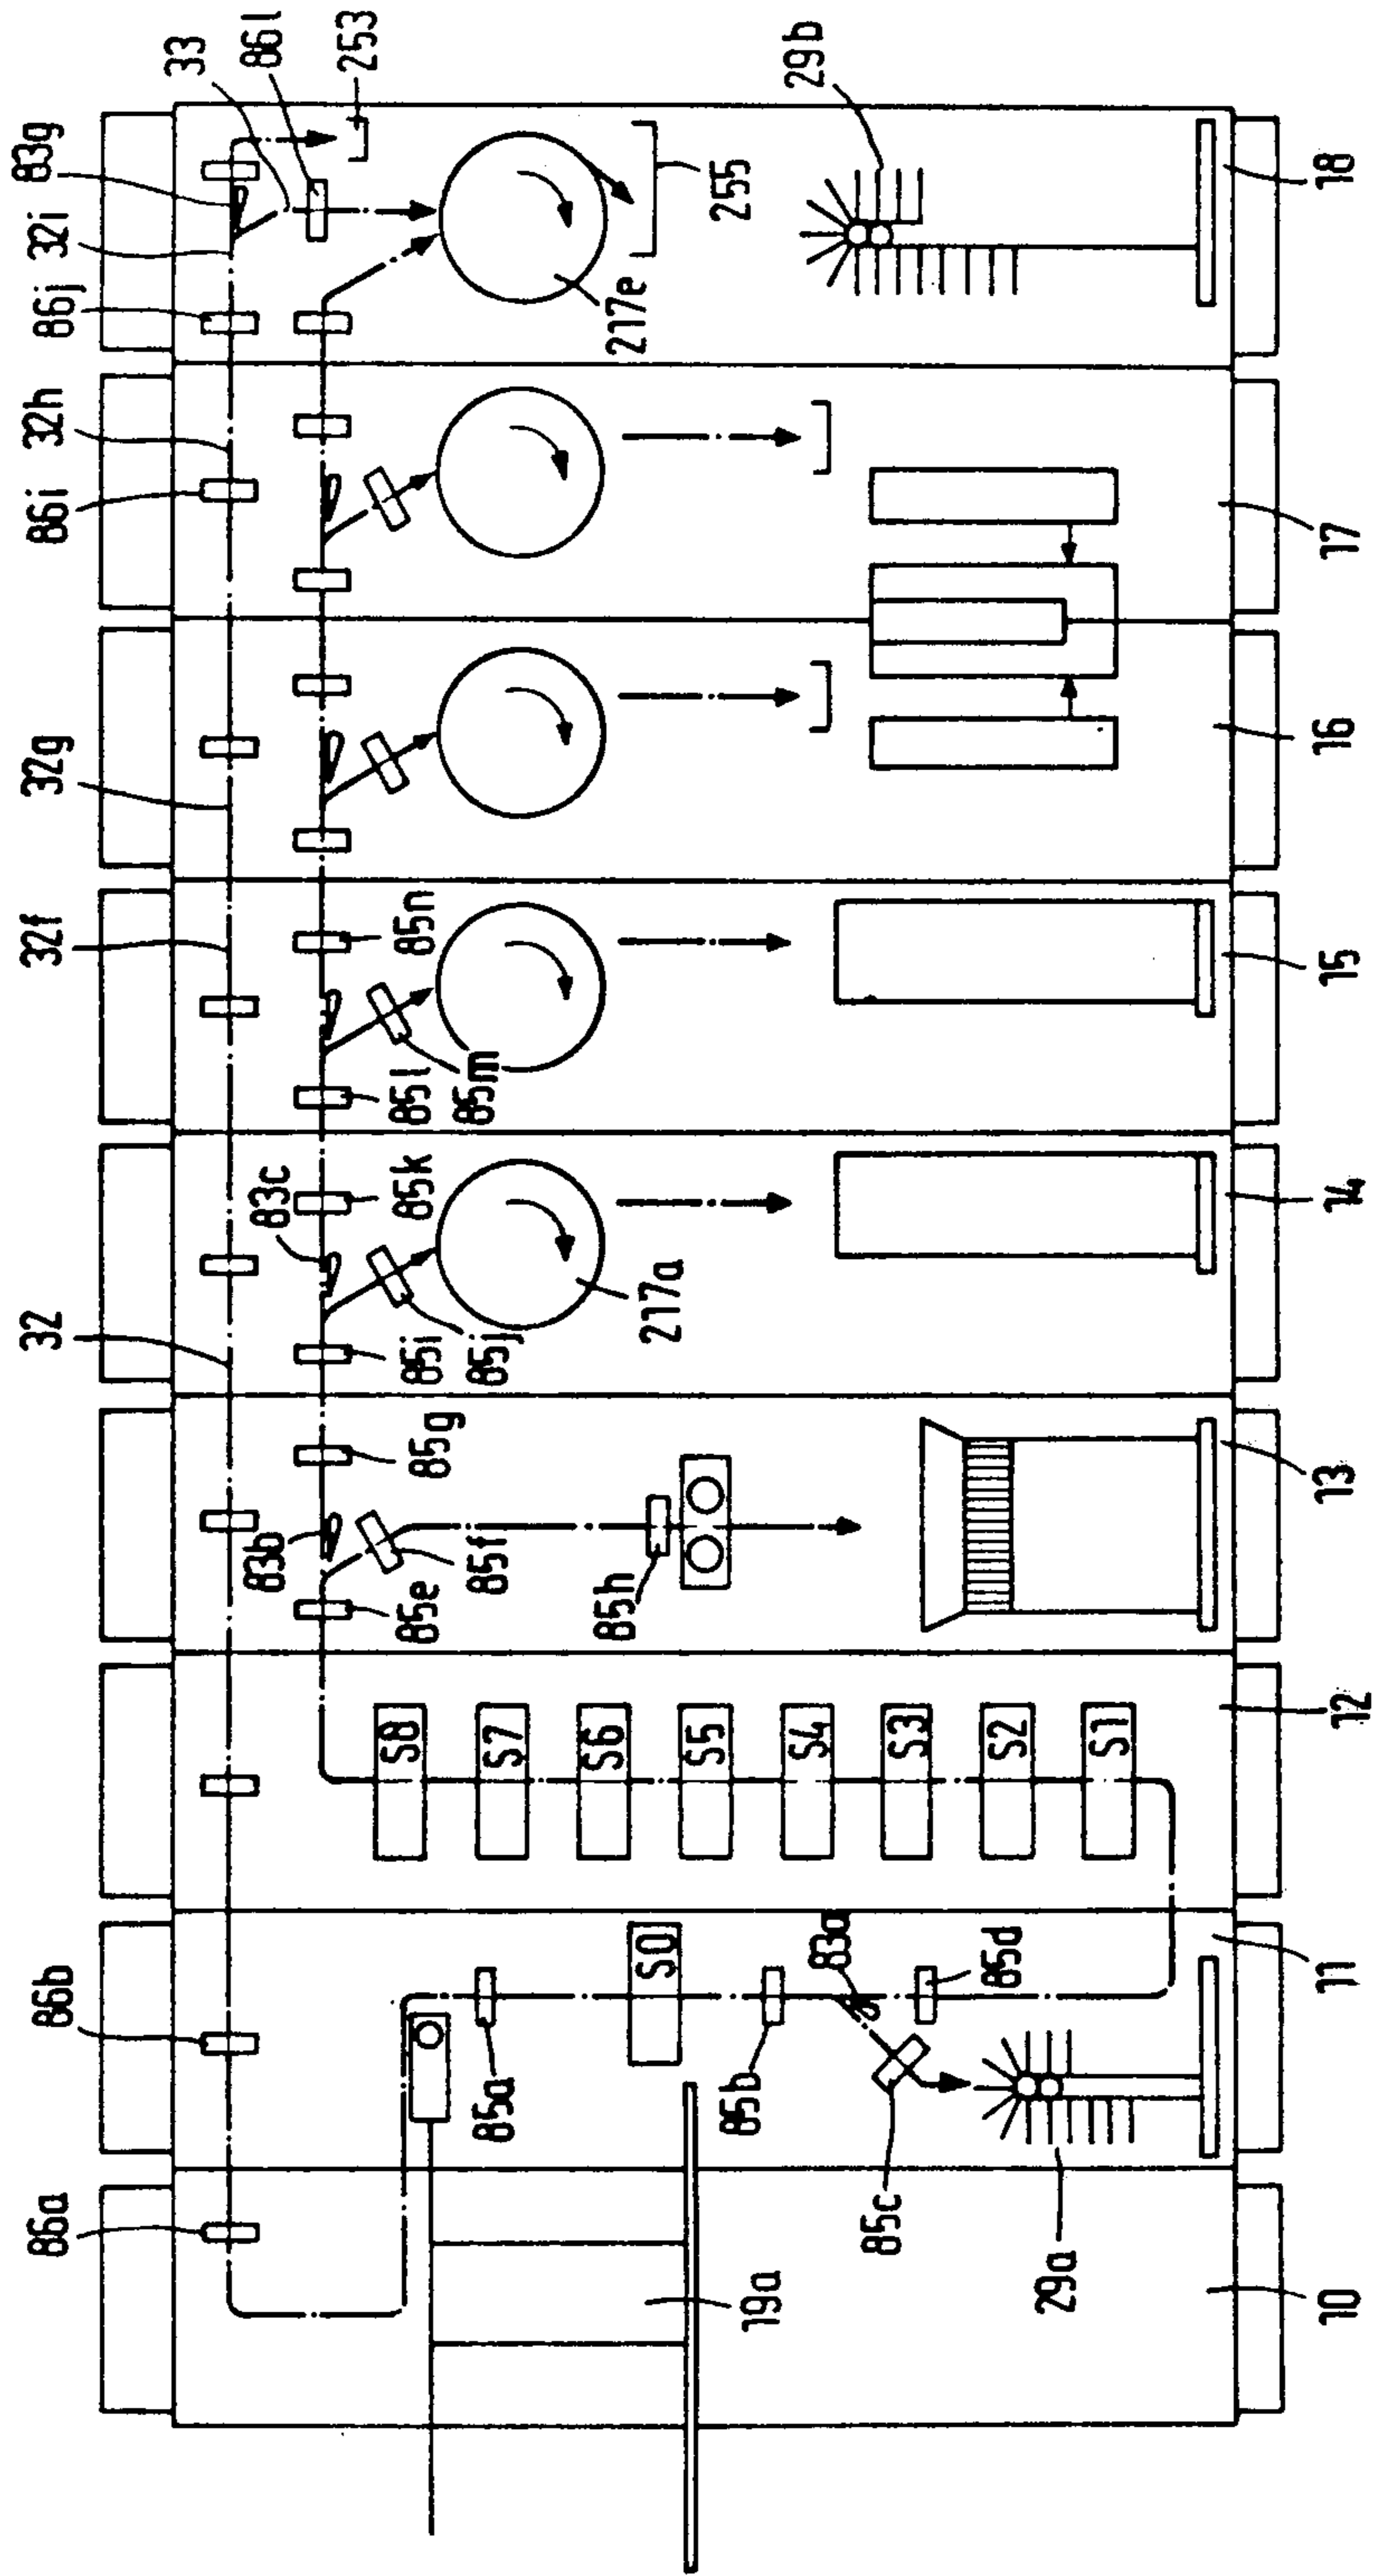 86a
86b
32
32f
32g
86i
32h
86j
32i
83g
33
86l
253
85a
S0
85b
83a
85d
85c
29a
19a
S8
S7
S6
S5
S4
S3
S2
S1
83b
85e
85f
85g
85h
83c
85i
85j
85k
217a
85l
85m
85n
217e
255
29b
10
11
12
13
14
15
16
17
18